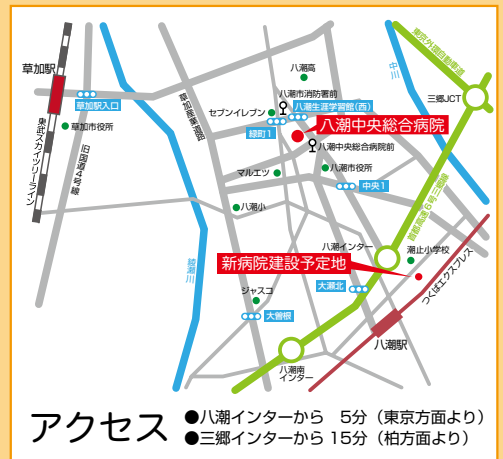 草加駅
草加駅入口
草加市役所
東武スカイツリーライン
旧国道4号線
草加産業道路
綾瀬川
八潮高
八潮市消防署前
セブンイレブン
八潮生涯学習館(西)
緑町1
八潮中央総合病院
八潮中央総合病院前
マルエツ
八潮市役所
中央1
八潮小
東京外環自動車道
中川
三郷JCT
首都高速6号三郷線
八潮インター
潮止小学校
新病院建設予定地
つくばエクスプレス
ジャスコ
大瀬北
大曽根
八潮駅
八潮南
インター
アクセス
●八潮インターから 5分(東京方面より)
●三郷インターから 15分(柏方面より)